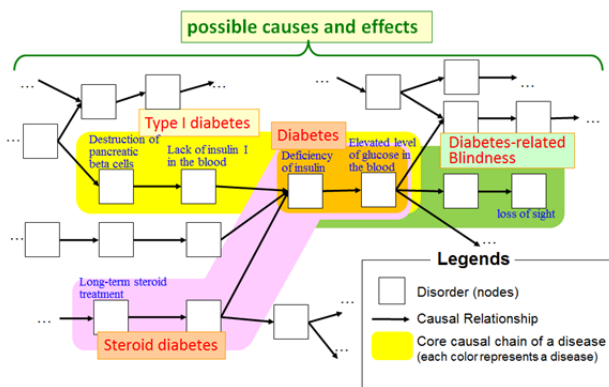 possible causes and effects
...
...
...
...
Type I diabetes
...
Destruction of
pancreatic
beta cells
Lack of insulin I
in the blood
Diabetes
Deficiency
of insulin
Elevated level
of glucose in
the blood
...
Diabetes-related
Blindness
loss of sight
...
...
Long-term steroid
treatment
...
Steroid diabetes
...
...
Legends
Disorder (nodes)
Causal Relationship
Core causal chain of a disease
(each color represents a disease)